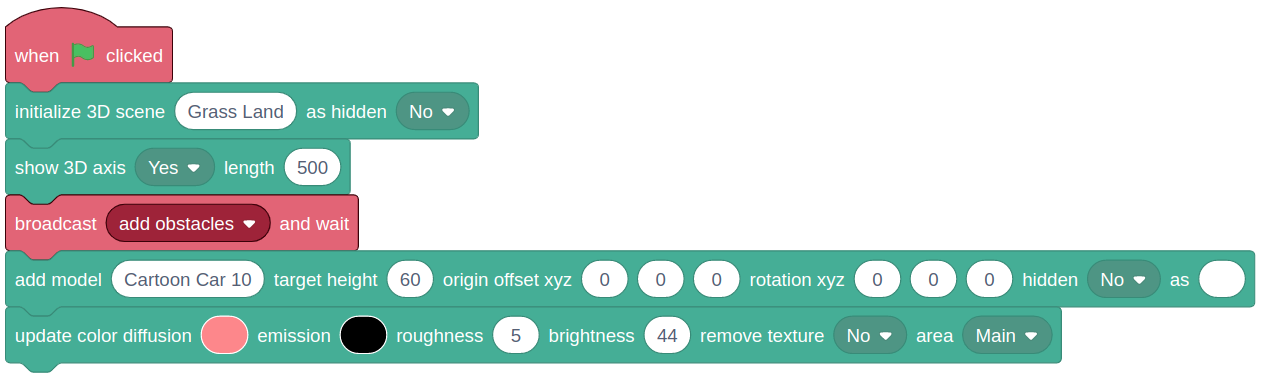 when clicked
initialize 3D scene Grass Land as hidden No
show 3D axis Yes length 500
broadcast add obstacles and wait
add model Cartoon Car 10 target height 60 origin offset xyz 0 0 0 rotation xyz 0 0 0 hidden No as
update color diffusion emission roughness 5 brightness 44 remove texture No area Main